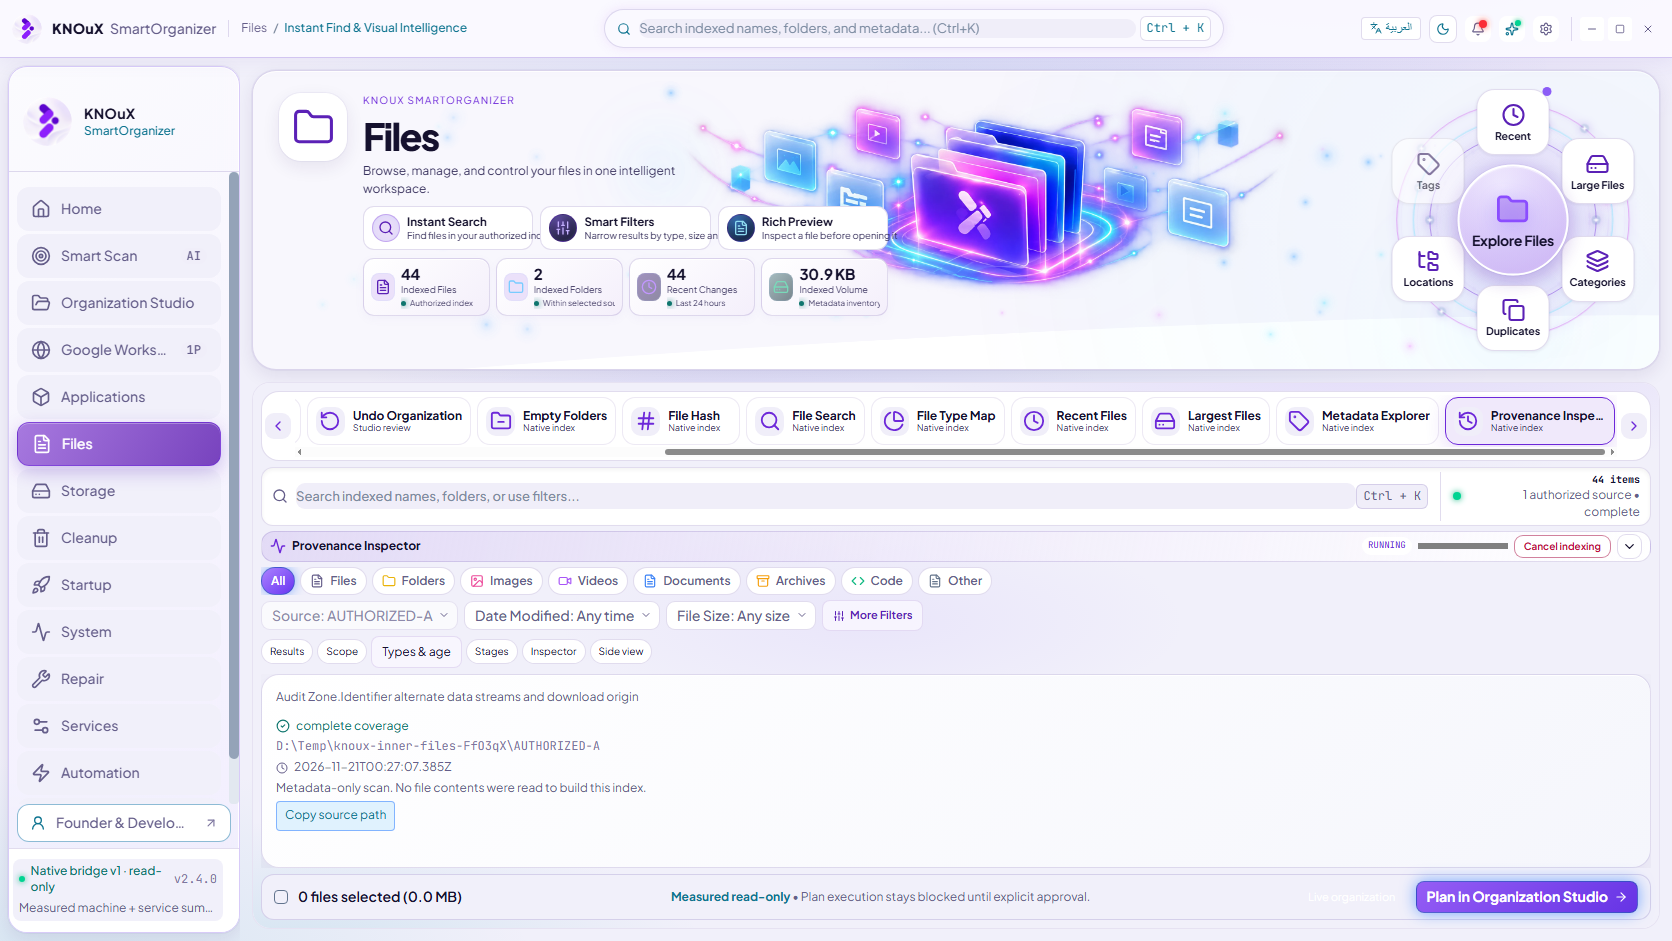 KNOuX SmartOrganizer
Files / Instant Find & Visual Intelligence
Search indexed names, folders, and metadata... (Ctrl+K)
Ctrl + K
العربية
KNOuX
SmartOrganizer
Home
Smart Scan AI
Organization Studio
Google Works... 1P
Applications
Files
Storage
Cleanup
Startup
System
Repair
Services
Automation
Founder & Develo...
Native bridge v1 · read-only
v2.4.0
Measured machine + service sum...
KNOUX SMARTORGANIZER
Files
Browse, manage, and control your files in one intelligent
workspace.
Instant Search
Find files in your authorized ind
Smart Filters
Narrow results by type, size an
Rich Preview
Inspect a file before opening it
44
Indexed Files
Authorized index
2
Indexed Folders
Within selected sou
44
Recent Changes
Last 24 hours
30.9 KB
Indexed Volume
Metadata inventory
Recent
Tags
Large Files
Explore Files
Locations
Categories
Duplicates
Undo Organization
Studio review
Empty Folders
Native index
File Hash
Native index
File Search
Native index
File Type Map
Native index
Recent Files
Native index
Largest Files
Native index
Metadata Explorer
Native index
Provenance Inspe...
Native index
Search indexed names, folders, or use filters...
Ctrl + K
44 items
1 authorized source •
complete
Provenance Inspector
RUNNING
Cancel indexing
All Files Folders Images Videos Documents Archives Code Other
Source: AUTHORIZED-A
Date Modified: Any time
File Size: Any size
More Filters
Results Scope Types & age Stages Inspector Side view
Audit Zone.Identifier alternate data streams and download origin
complete coverage
D:\Temp\knoux-inner-files-FfO3qX\AUTHORIZED-A
2026-11-21T00:27:07.385Z
Metadata-only scan. No file contents were read to build this index.
Copy source path
0 files selected (0.0 MB)
Measured read-only • Plan execution stays blocked until explicit approval.
Live organization
Plan in Organization Studio